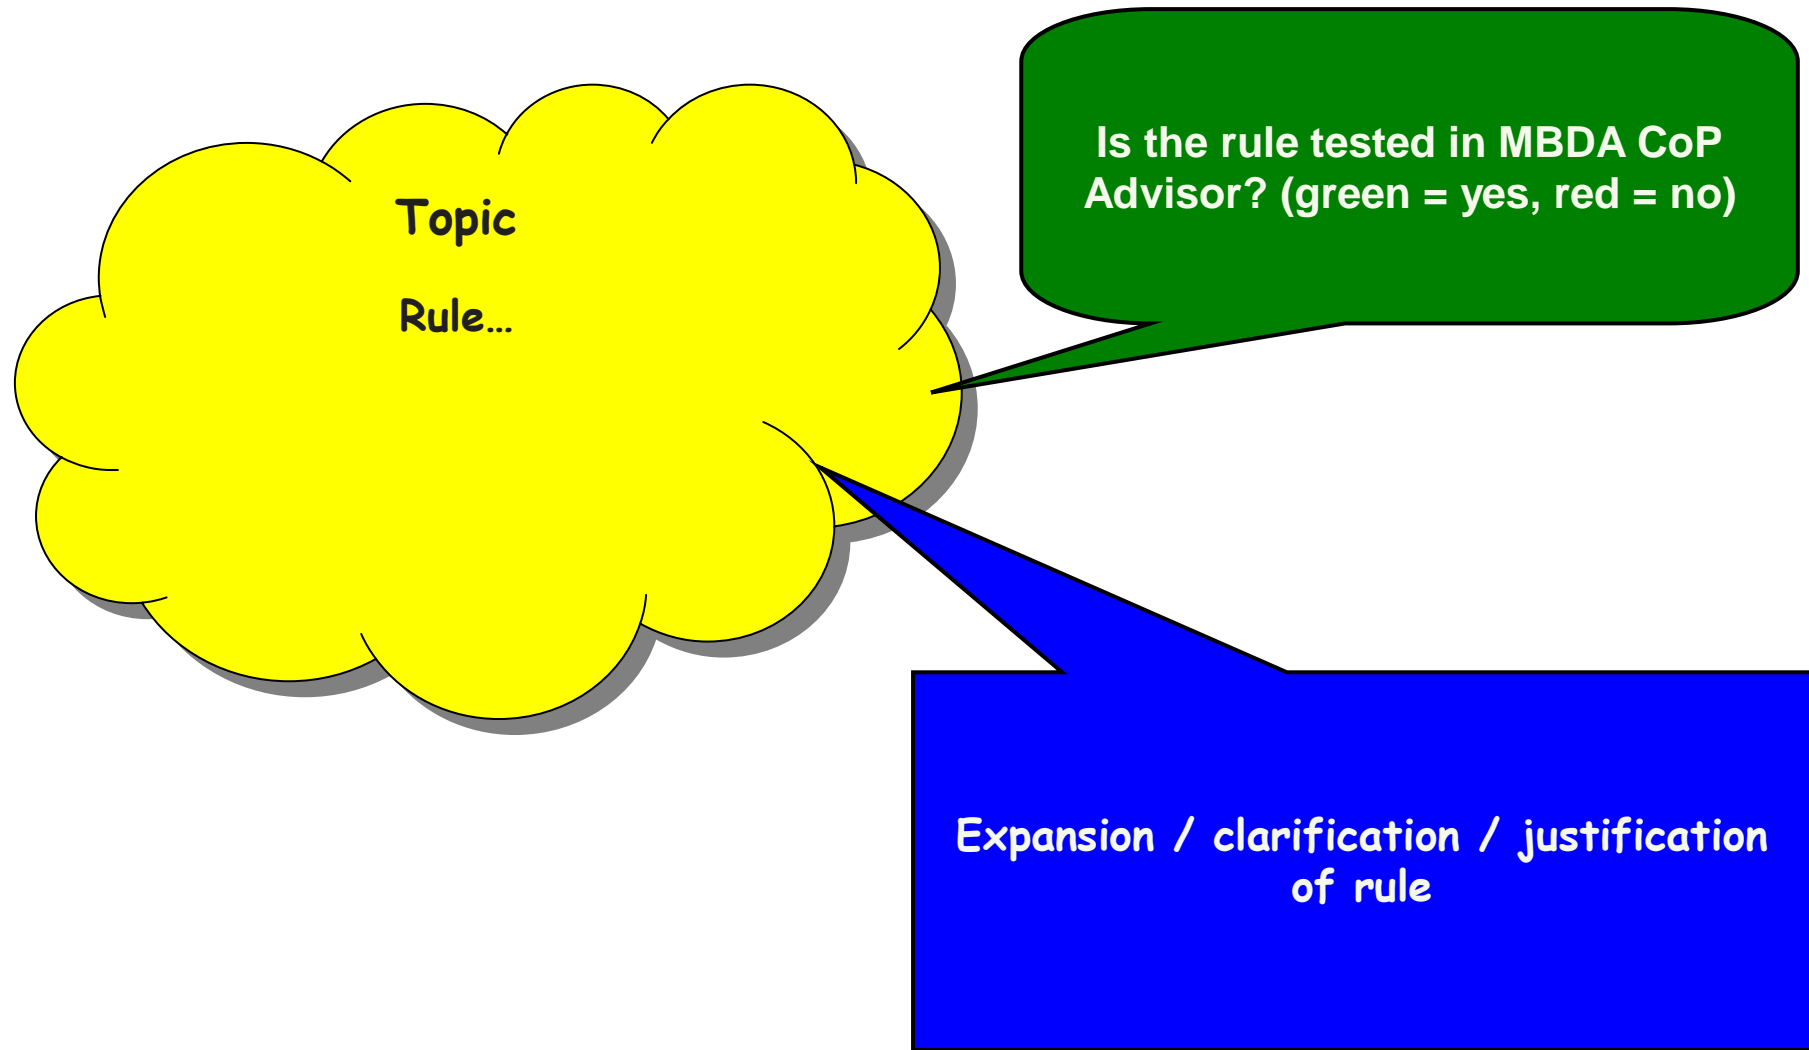 Topic
Rule...
Is the rule tested in MBDA CoP
Advisor? (green = yes, red = no)
Expansion / clarification / justification
of rule